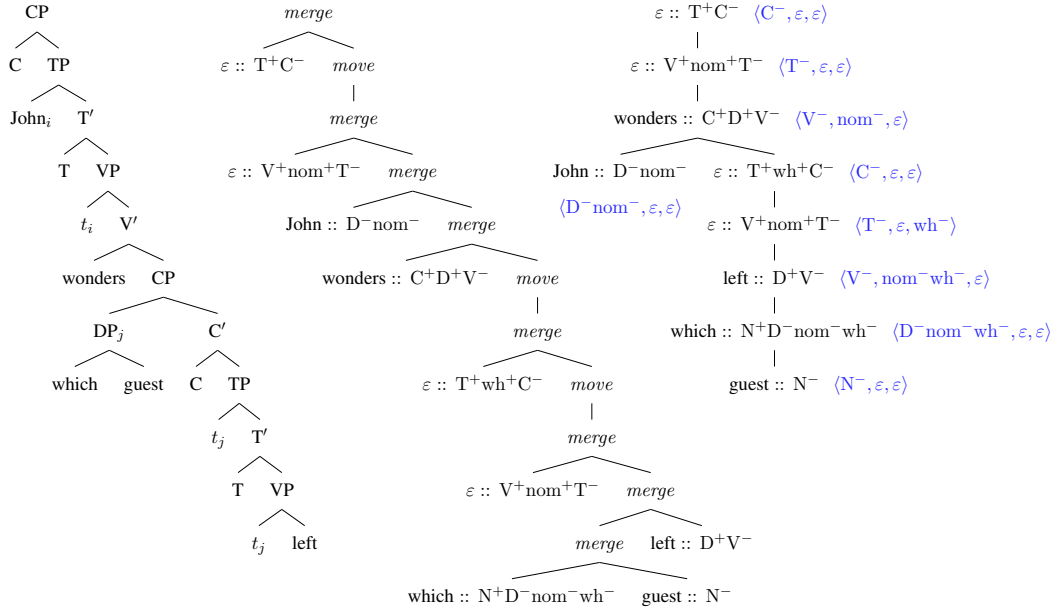 CP
C TP
John_i T′
T VP
t_i V′
wonders CP
DP_j C′
which guest C TP
t_j T′
T VP
t_j left
merge
ε :: T⁺C⁻ move
merge
ε :: V⁺nom⁺T⁻ merge
John :: D⁻nom⁻ merge
wonders :: C⁺D⁺V⁻ move
merge
ε :: T⁺wh⁺C⁻ move
merge
ε :: V⁺nom⁺T⁻ merge
merge left :: D⁺V⁻
which :: N⁺D⁻nom⁻wh⁻ guest :: N⁻
ε :: T⁺C⁻ ⟨C⁻, ε, ε⟩
ε :: V⁺nom⁺T⁻ ⟨T⁻, ε, ε⟩
wonders :: C⁺D⁺V⁻ ⟨V⁻, nom⁻, ε⟩
John :: D⁻nom⁻ ε :: T⁺wh⁺C⁻ ⟨C⁻, ε, ε⟩
⟨D⁻nom⁻, ε, ε⟩
ε :: V⁺nom⁺T⁻ ⟨T⁻, ε, wh⁻⟩
left :: D⁺V⁻ ⟨V⁻, nom⁻wh⁻, ε⟩
which :: N⁺D⁻nom⁻wh⁻ ⟨D⁻nom⁻wh⁻, ε, ε⟩
guest :: N⁻ ⟨N⁻, ε, ε⟩